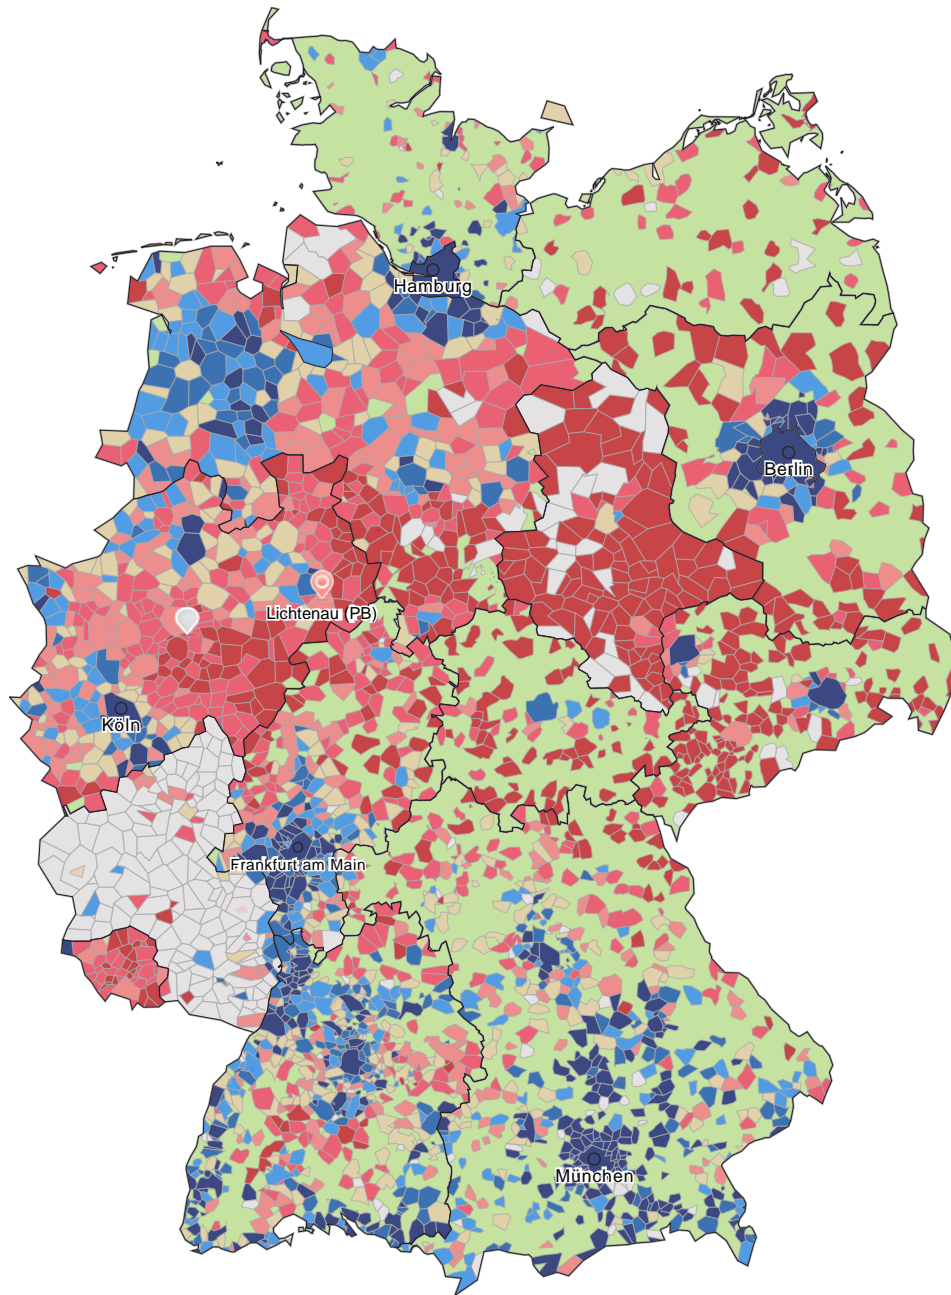 Hamburg
Berlin
Lichtenau (PB)
Köln
Frankfurt am Main
München